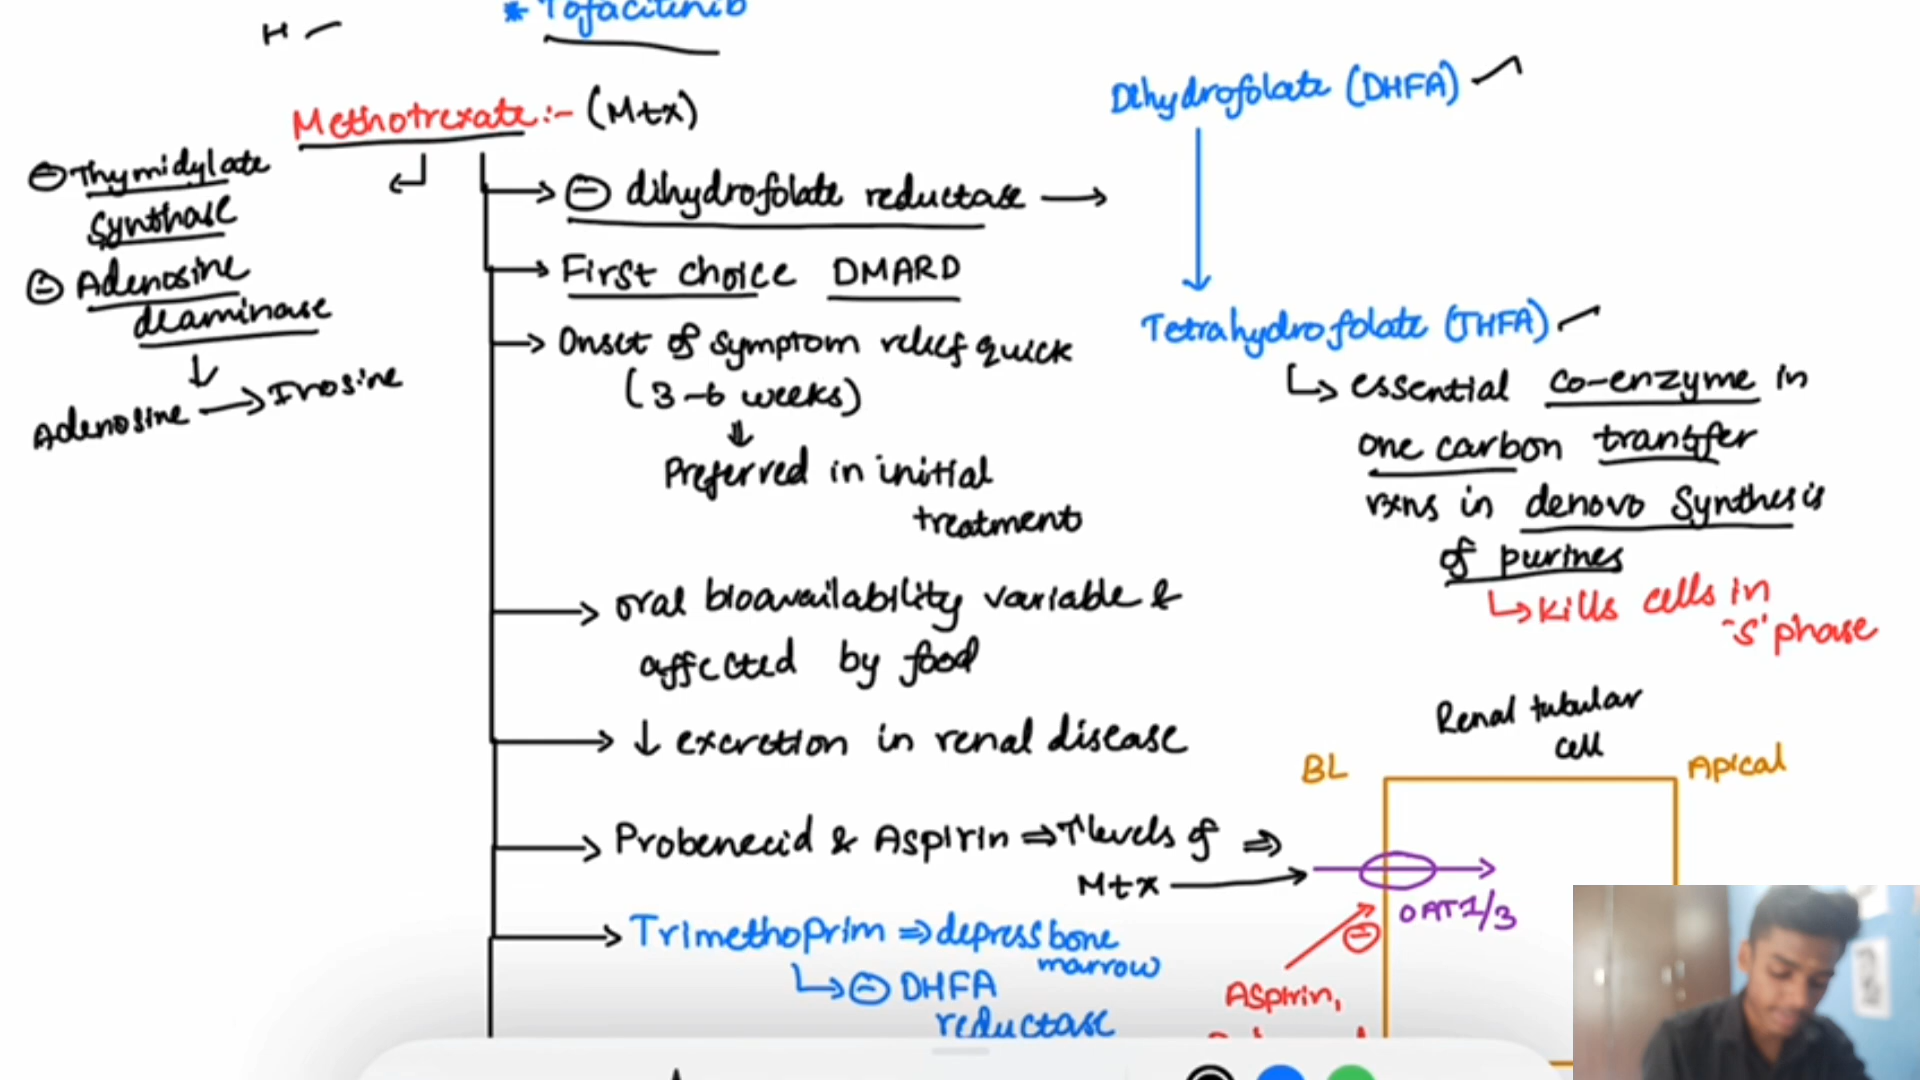 * Tofacitinib
H
Methotrexate:- (Mtx)
⊖ Thymidylate
synthase
⊖ Adenosine
deaminase
↓
Adenosine → Inosine
→ ⊖ dihydrofolate reductase →
→ First choice DMARD
→ Onset of symptom relief quick
(3-6 weeks)
⇓
Preferred in initial
treatment
→ oral bioavailability variable &
affected by food
→ ↓ excretion in renal disease
→ Probenecid & Aspirin ⇒ ↑levels of ⇒
Mtx →
→ Trimethoprim ⇒ depress bone
marrow
↳ ⊖ DHFA
reductase
Dihydrofolate (DHFA)
↓
Tetrahydrofolate (THFA)
↳ essential co-enzyme in
one carbon transfer
rxns in denovo synthesis
of purines
↳ kills cells in
's' phase
Renal tubular
cell
BL
Apical
OAT1/3
⊖
Aspirin,